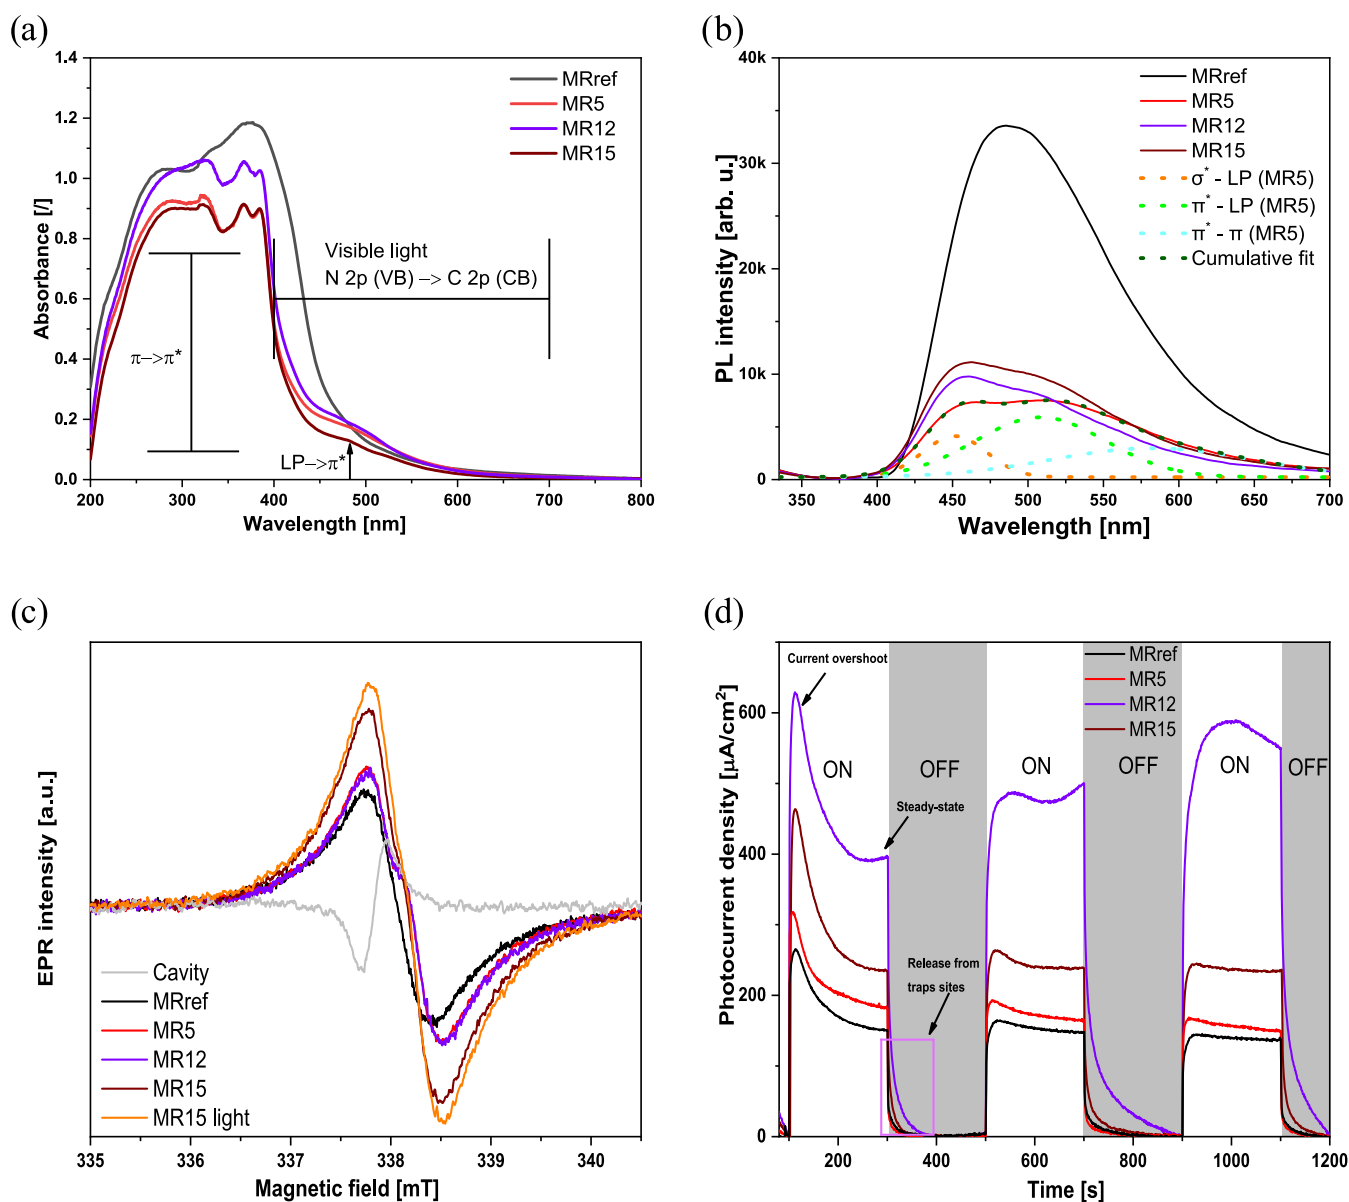 (a)
1.4
1.2
1.0
0.8
0.6
0.4
0.2
0.0
Absorbance [/]
MRref
MR5
MR12
MR15
Visible light
N 2p (VB) –> C 2p (CB)
π–>π*
LP–>π*
200 300 400 500 600 700 800
Wavelength [nm]
(b)
40k
30k
20k
10k
0
PL intensity [arb. u.]
MRref
MR5
MR12
MR15
σ* - LP (MR5)
π* - LP (MR5)
π* - π (MR5)
Cumulative fit
350 400 450 500 550 600 650 700
Wavelength [nm]
(c)
EPR intensity [a.u.]
Cavity
MRref
MR5
MR12
MR15
MR15 light
335 336 337 338 339 340
Magnetic field [mT]
(d)
600
400
200
0
Photocurrent density [μA/cm²]
MRref
MR5
MR12
MR15
Current overshoot
ON OFF ON OFF ON OFF
Steady-state
Release from
traps sites
200 400 600 800 1000 1200
Time [s]